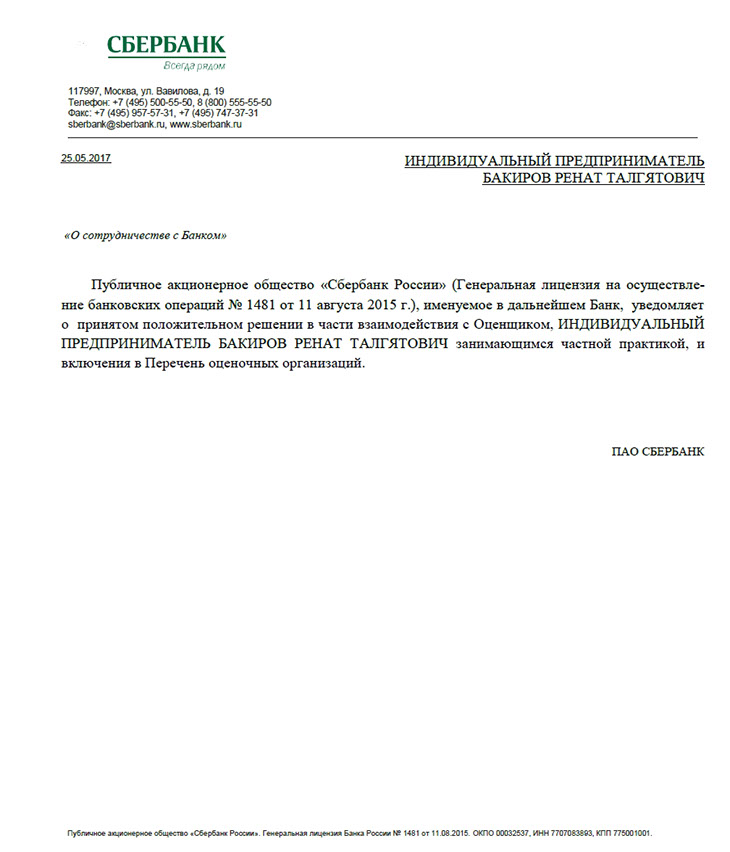 СБЕРБАНК
Всегда рядом
117997, Москва, ул. Вавилова, д. 19
Телефон: +7 (495) 500-55-50, 8 (800) 555-55-50
Факс: +7 (495) 957-57-31, +7 (495) 747-37-31
sberbank@sberbank.ru, www.sberbank.ru
25.05.2017
ИНДИВИДУАЛЬНЫЙ ПРЕДПРИНИМАТЕЛЬ
БАКИРОВ РЕНАТ ТАЛГЯТОВИЧ
«О сотрудничестве с Банком»
Публичное акционерное общество «Сбербанк России» (Генеральная лицензия на осуществле-
ние банковских операций № 1481 от 11 августа 2015 г.), именуемое в дальнейшем Банк, уведомляет
о принятом положительном решении в части взаимодействия с Оценщиком, ИНДИВИДУАЛЬНЫЙ
ПРЕДПРИНИМАТЕЛЬ БАКИРОВ РЕНАТ ТАЛГЯТОВИЧ занимающимся частной практикой, и
включения в Перечень оценочных организаций.
ПАО СБЕРБАНК
Публичное акционерное общество «Сбербанк России». Генеральная лицензия Банка России № 1481 от 11.08.2015. ОКПО 00032537, ИНН 7707083893, КПП 775001001.